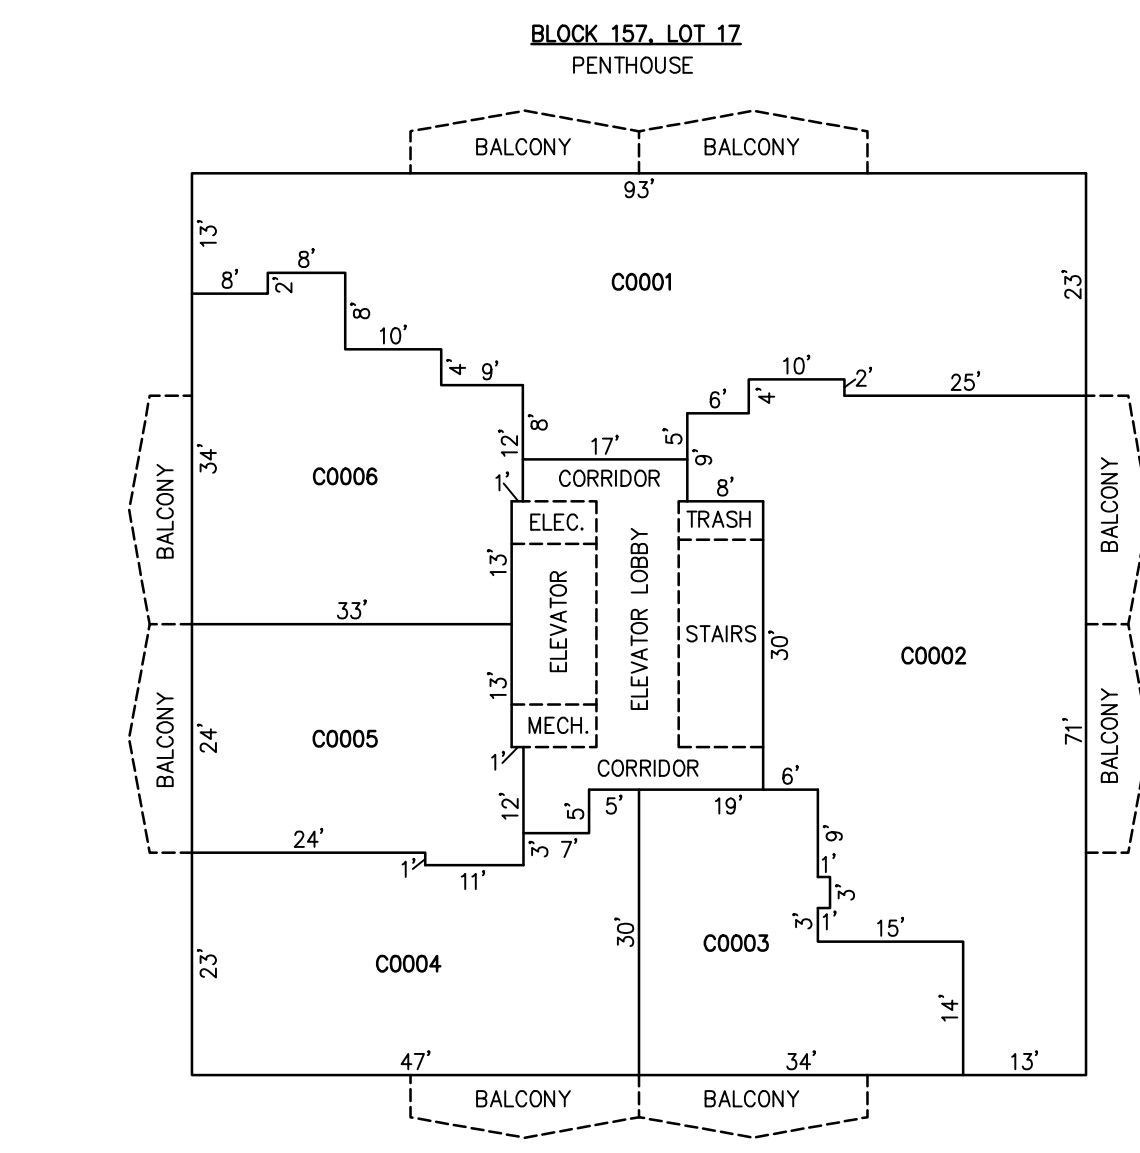 BLOCK 157, LOT 17
PENTHOUSE
BALCONY
BALCONY
93'
13'
8'
8'
2'
C0001
23'
8'
10'
4'
9'
10'
2'
25'
6'
4'
8'
12'
17'
5'
9'
34'
C0006
CORRIDOR
1'
8'
BALCONY
BALCONY
ELEC.
TRASH
13'
ELEVATOR
ELEVATOR LOBBY
STAIRS
33'
30'
C0002
13'
MECH.
24'
C0005
71'
BALCONY
BALCONY
1'
CORRIDOR
6'
12'
5'
5'
19'
9'
24'
1'
11'
3'
7'
1'
3'
3'
1'
15'
30'
C0003
23'
C0004
14'
47'
34'
13'
BALCONY
BALCONY